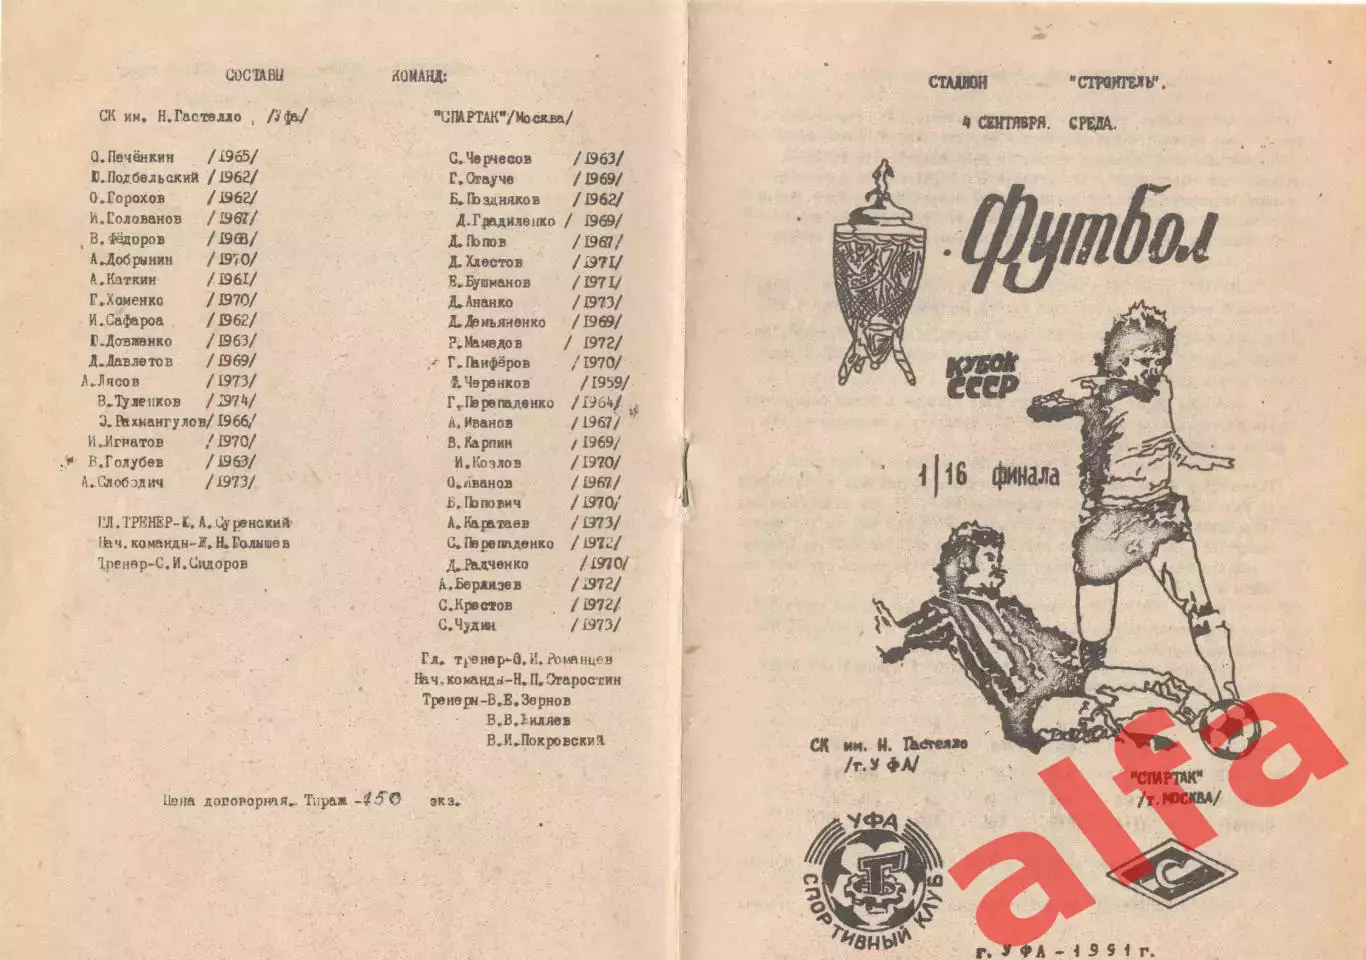 СОСТАВЫ КОМАНД:
СК им. Н.Гастелло /Уфа/
О.Печёнкин /1965/
Ю.Подбельский /1962/
О.Горохов /1962/
И.Голованов /1967/
В.Фёдоров /1968/
А.Добрынин /1970/
А.Каткин /1961/
Г.Хоменко /1970/
И.Сафароа /1962/
Ю.Довженко /1963/
Д.Давлетов /1969/
А.Лясов /1973/
В.Туленков /1974/
Э.Рахмангулов/1966/
И.Игнатов /1970/
В.Голубев /1963/
А.Слободич /1973/
ГЛ.ТРЕНЕР-Ю.А.Суренский
Нач.команды-Ж.Н.Голышев
Тренер-С.И.Сидоров
"СПАРТАК"/Москва/
С.Черчесов /1963/
Г.Стауче /1969/
Б.Поздняков /1962/
Д.Градиленко / 1969/
Д.Попов /1967/
Д.Хлестов /1971/
Е.Бушманов /1971/
Д.Ананко /1973/
Д.Демьяненко /1969/
Р.Мамедов / 1972/
Г.Панфёров /1970/
Ф.Черенков /1959/
Г.Перепаденко /1964/
А.Иванов /1967/
В.Карпин /1969/
И.Козлов /1970/
О.Иванов /1967/
Б.Попович /1970/
А.Каратаев /1973/
С.Перепаденко /1972/
Д.Радченко /1970/
А.Берлизев /1972/
С.Крестов /1972/
С.Чудин /1973/
Гл. тренер-О.И.Романцев
Нач.команды-Н.П.Старостин
Тренеры-В.Е.Зернов
В.В.Жиляев
В.И.Покровский
Цена договорная. Тираж -150 экз.
СТАДИОН "СТРОИТЕЛЬ".
4 СЕНТЯБРЯ. СРЕДА.
Футбол
КУБОК
СССР
1/16 финала
СК им. Н. Гастелло
/г.УФА/
"СПАРТАК"
/г.МОСКВА/
УФА
СПОРТИВНЫЙ КЛУБ
Г
С
г. УФА - 1991 г.
alfa